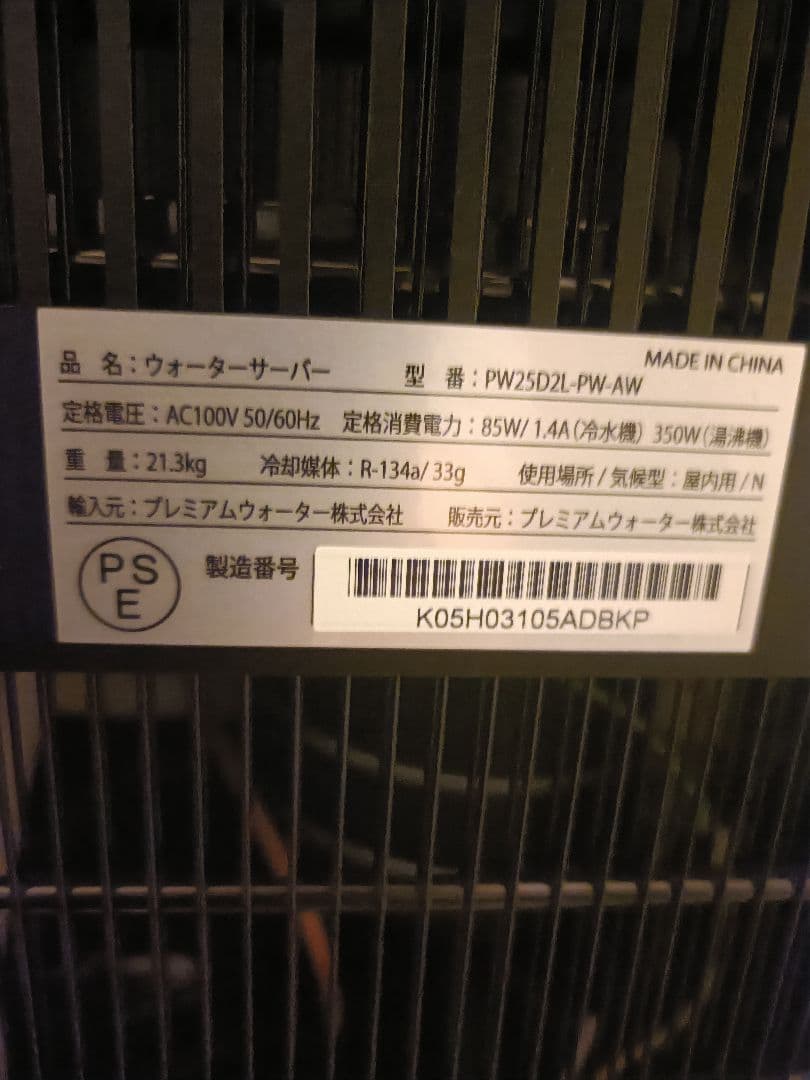 品 名：ウォーターサーバー 型 番：PW25D2L-PW-AW MADE IN CHINA
定格電圧：AC100V 50/60Hz 定格消費電力：85W/1.4A(冷水機) 350W(湯沸機)
重 量：21.3kg 冷却媒体：R-134a/33g 使用場所/気候型：屋内用/N
輸入元：プレミアムウォーター株式会社 販売元：プレミアムウォーター株式会社
PS
E
製造番号
K05H03105ADBKP